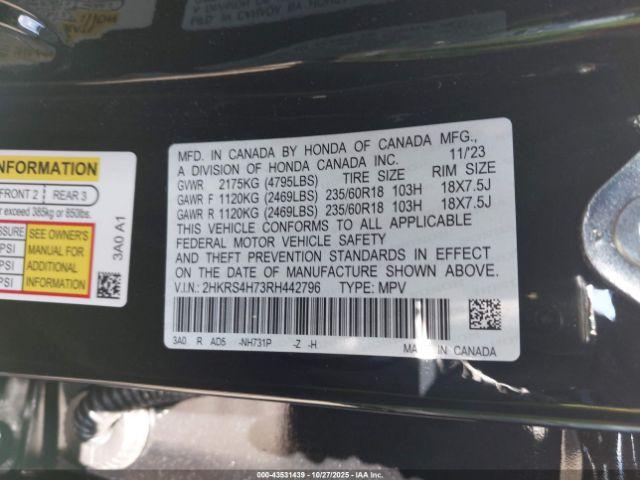 MFD. IN CANADA BY HONDA OF CANADA MFG.,
A DIVISION OF HONDA CANADA INC. 11/23
GVWR 2175KG (4795LBS) TIRE SIZE RIM SIZE
GAWR F 1120KG (2469LBS) 235/60R18 103H 18X7.5J
GAWR R 1120KG (2469LBS) 235/60R18 103H 18X7.5J
THIS VEHICLE CONFORMS TO ALL APPLICABLE
FEDERAL MOTOR VEHICLE SAFETY
AND THEFT PREVENTION STANDARDS IN EFFECT
ON THE DATE OF MANUFACTURE SHOWN ABOVE.
V.I.N.: 2HKRS4H73RH442796 TYPE: MPV
3A0 R AD5 -NH731P -Z -H MADE IN CANADA
INFORMATION
FRONT 2 REAR 3
exceed 385kg or 850lbs.
SEE OWNER'S
MANUAL FOR
ADDITIONAL
INFORMATION
PSI
PSI
3A0 A1
000-43531439 | 10/27/2025 | © COPYRIGHT IAA, LLC